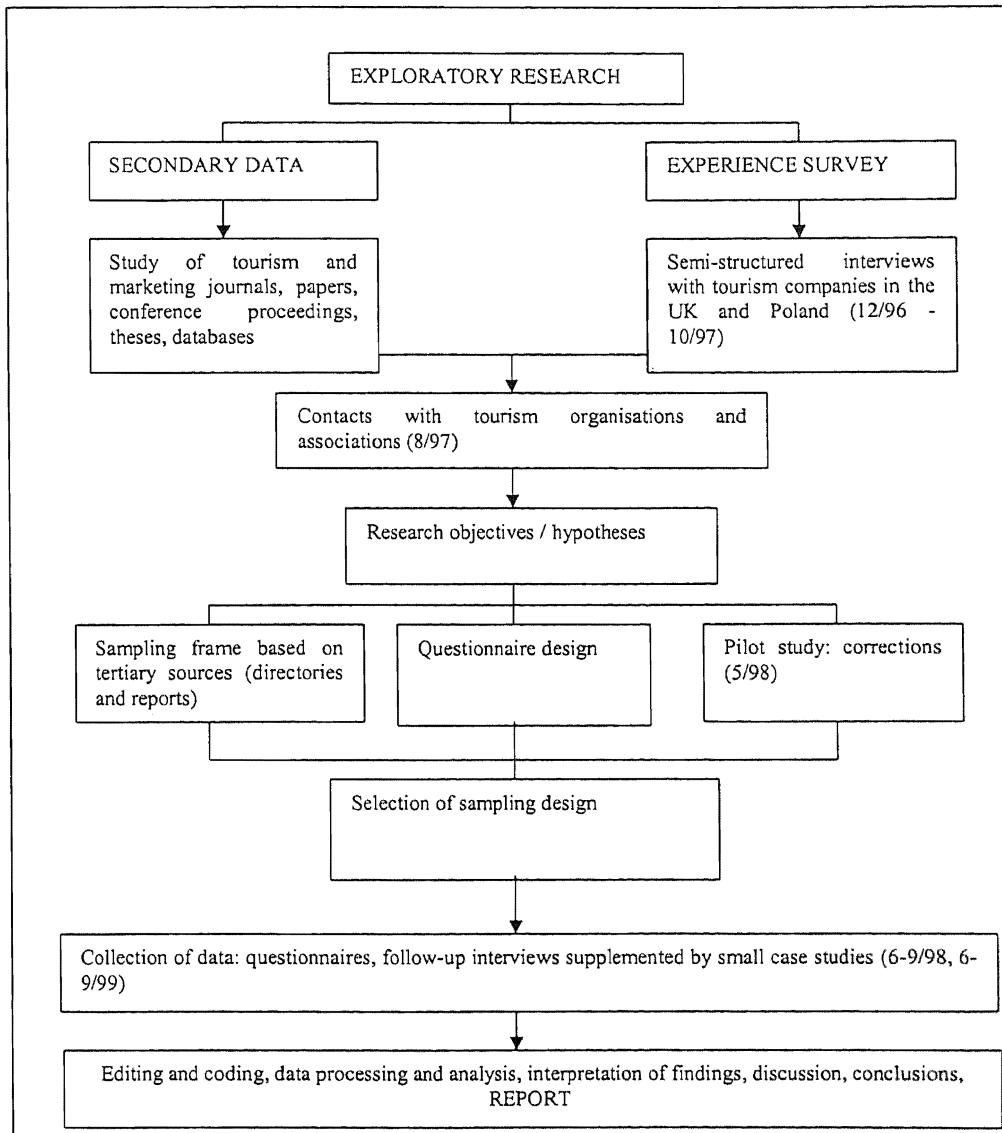 EXPLORATORY RESEARCH
SECONDARY DATA
EXPERIENCE SURVEY
Study of tourism and
marketing journals, papers,
conference proceedings,
theses, databases
Semi-structured interviews
with tourism companies in the
UK and Poland (12/96 -
10/97)
Contacts with tourism organisations and
associations (8/97)
Research objectives / hypotheses
Sampling frame based on
tertiary sources (directories
and reports)
Questionnaire design
Pilot study: corrections
(5/98)
Selection of sampling design
Collection of data: questionnaires, follow-up interviews supplemented by small case studies (6-9/98, 6-
9/99)
Editing and coding, data processing and analysis, interpretation of findings, discussion, conclusions,
REPORT